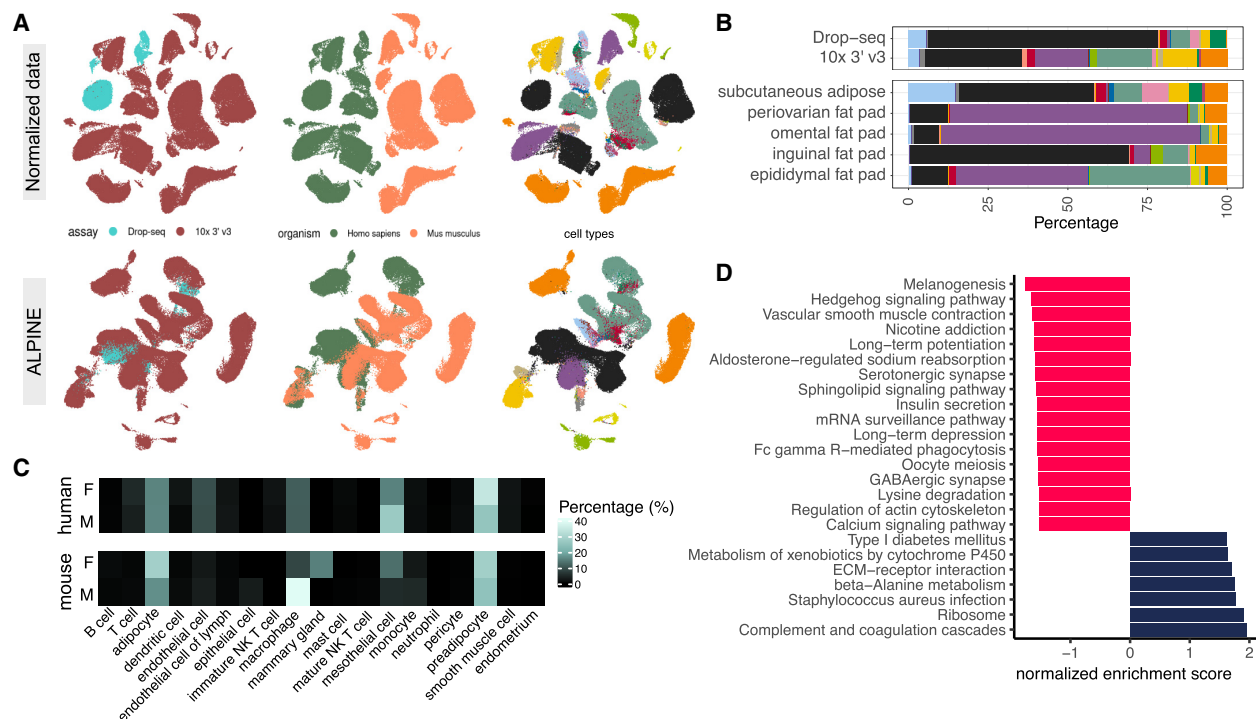 A
Normalized data
assay Drop-seq 10x 3' v3
organism Homo sapiens Mus musculus
cell types
ALPINE
B
Drop−seq
10x 3' v3
subcutaneous adipose
periovarian fat pad
omental fat pad
inguinal fat pad
epididymal fat pad
0 25 50 75 100
Percentage
C
human
F
M
mouse
F
M
B cell
T cell
adipocyte
dendritic cell
endothelial cell
endothelial cell of lymph
epithelial cell
immature NK T cell
macrophage
mammary gland
mast cell
mature NK T cell
mesothelial cell
monocyte
neutrophil
pericyte
preadipocyte
smooth muscle cell
endometrium
Percentage (%)
40
30
20
10
0
D
Melanogenesis
Hedgehog signaling pathway
Vascular smooth muscle contraction
Nicotine addiction
Long−term potentiation
Aldosterone−regulated sodium reabsorption
Serotonergic synapse
Sphingolipid signaling pathway
Insulin secretion
mRNA surveillance pathway
Long−term depression
Fc gamma R−mediated phagocytosis
Oocyte meiosis
GABAergic synapse
Lysine degradation
Regulation of actin cytoskeleton
Calcium signaling pathway
Type I diabetes mellitus
Metabolism of xenobiotics by cytochrome P450
ECM−receptor interaction
beta−Alanine metabolism
Staphylococcus aureus infection
Ribosome
Complement and coagulation cascades
−1 0 1 2
normalized enrichment score